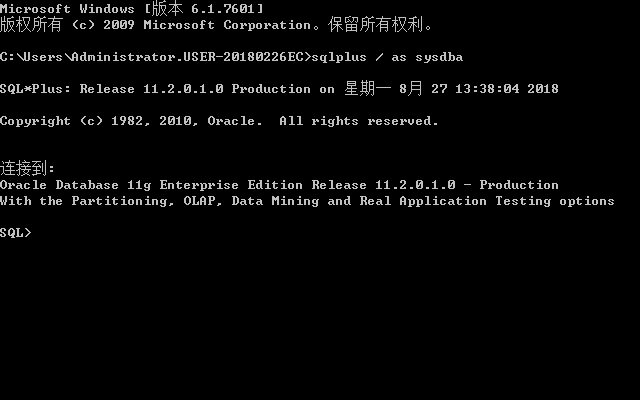 Microsoft Windows [版本 6.1.7601]
版权所有 (c) 2009 Microsoft Corporation。保留所有权利。
C:\Users\Administrator.USER-20180226EC>sqlplus / as sysdba
SQL*Plus: Release 11.2.0.1.0 Production on 星期一 8月 27 13:38:04 2018
Copyright (c) 1982, 2010, Oracle.  All rights reserved.
连接到:
Oracle Database 11g Enterprise Edition Release 11.2.0.1.0 - Production
With the Partitioning, OLAP, Data Mining and Real Application Testing options
SQL>